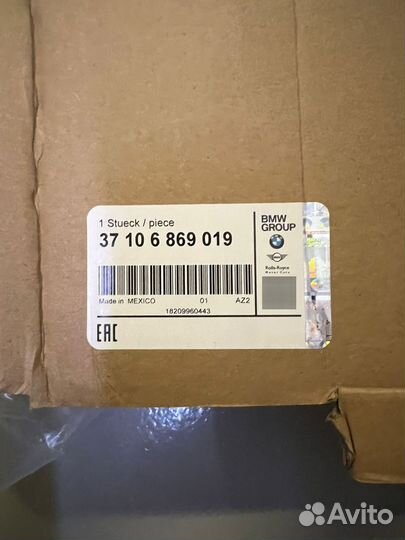 1 Stueck / piece
37 10 6 869 019
Made in MEXICO 01 AZ2
18209960443
EAC
BMW
GROUP
MINI
Rolls-Royce
Motor Cars
Avito